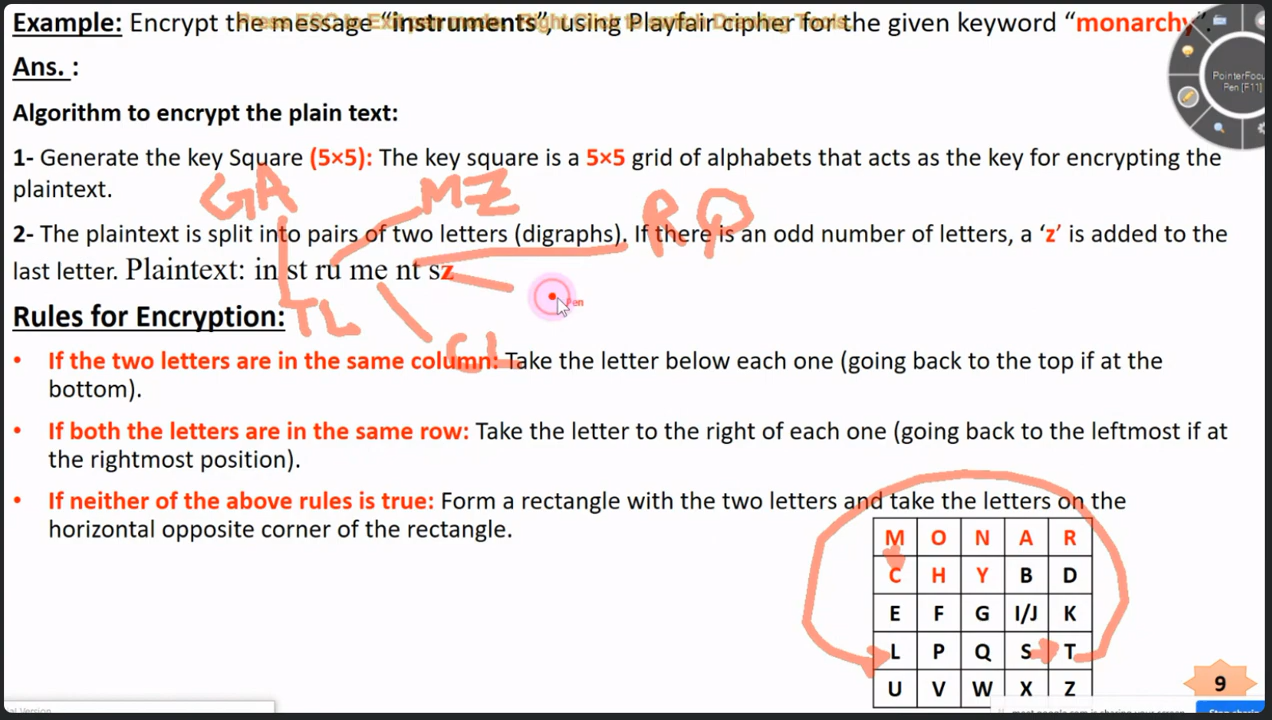 Example: Encrypt the message “instruments”, using Playfair cipher for the given keyword “monarchy”.
Ans. :
PointerFocu
Pen [F11]
Algorithm to encrypt the plain text:
1- Generate the key Square (5×5): The key square is a 5×5 grid of alphabets that acts as the key for encrypting the
plaintext.
GA MZ RQ
2- The plaintext is split into pairs of two letters (digraphs). If there is an odd number of letters, a ‘z’ is added to the
last letter. Plaintext: in st ru me nt sz
Pen
Rules for Encryption:
TL CL
• If the two letters are in the same column: Take the letter below each one (going back to the top if at the
bottom).
• If both the letters are in the same row: Take the letter to the right of each one (going back to the leftmost if at
the rightmost position).
• If neither of the above rules is true: Form a rectangle with the two letters and take the letters on the
horizontal opposite corner of the rectangle.
M O N A R
C H Y B D
E F G I/J K
L P Q S T
U V W X Z
9